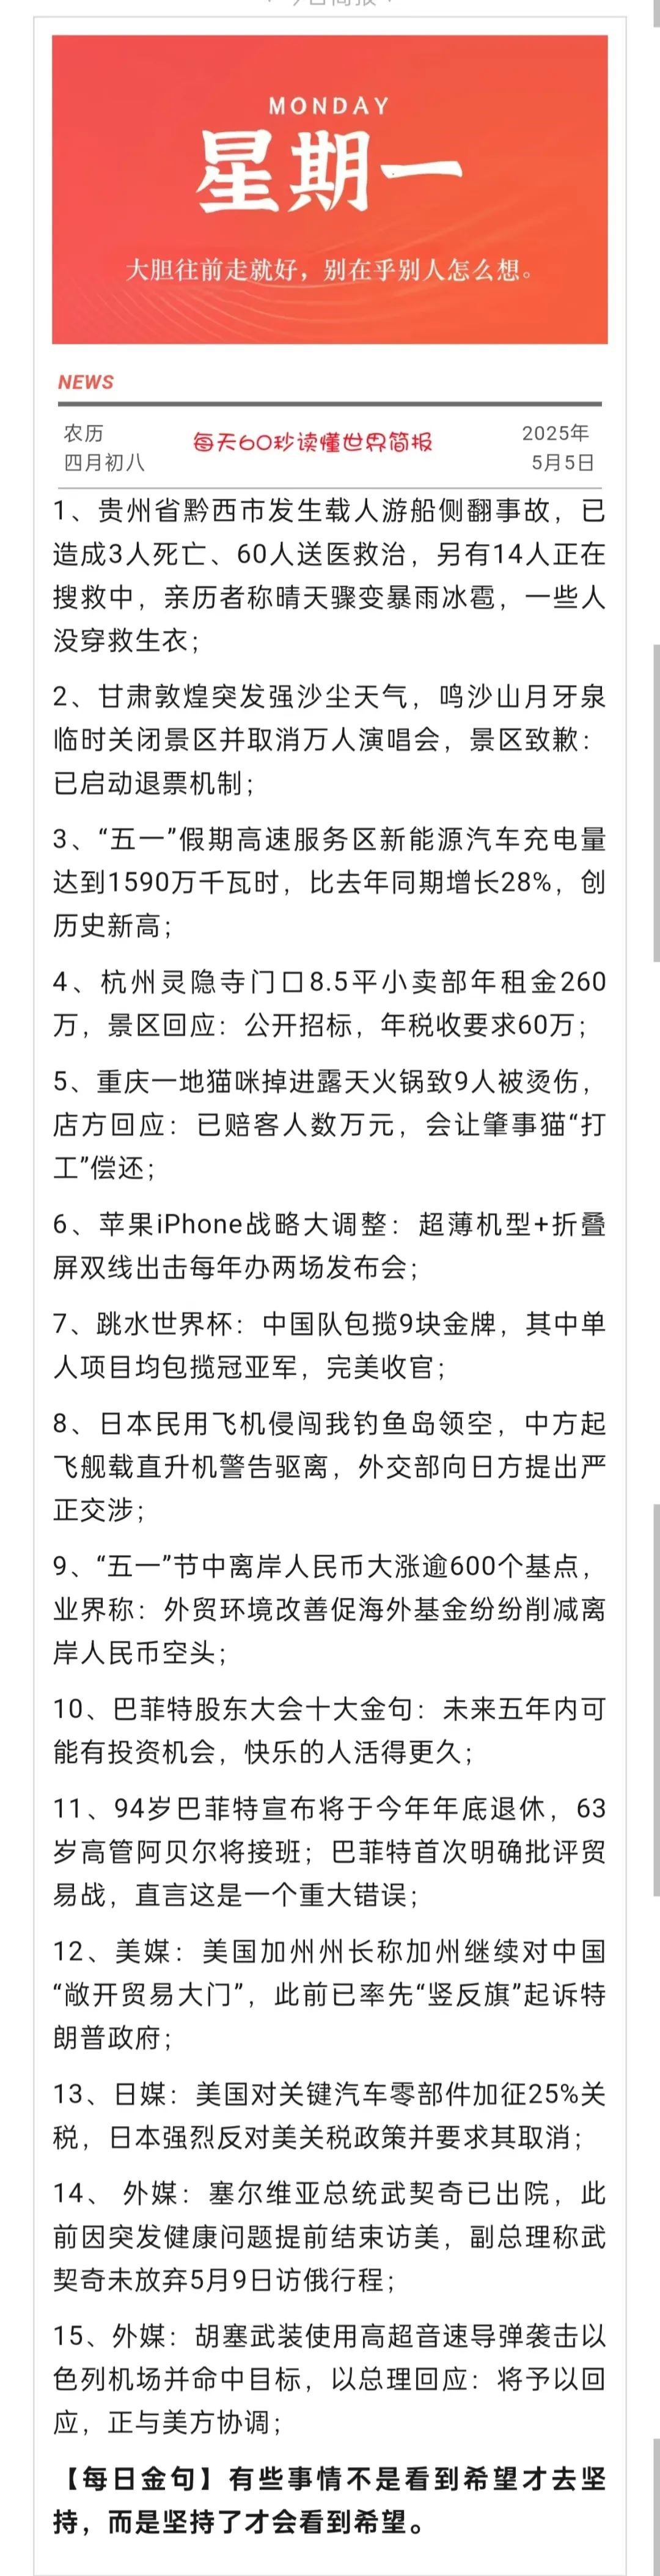 MONDAY
星期一
大胆往前走就好，别在乎别人怎么想。
NEWS
农历
四月初八
每天60秒读懂世界简报
2025年
5月5日
1、贵州省黔西市发生载人游船侧翻事故，已
造成3人死亡、60人送医救治，另有14人正在
搜救中，亲历者称晴天骤变暴雨冰雹，一些人
没穿救生衣；
2、甘肃敦煌突发强沙尘天气，鸣沙山月牙泉
临时关闭景区并取消万人演唱会，景区致歉：
已启动退票机制；
3、“五一”假期高速服务区新能源汽车充电量
达到1590万千瓦时，比去年同期增长28%，创
历史新高；
4、杭州灵隐寺门口8.5平小卖部年租金260
万，景区回应：公开招标，年税收要求60万；
5、重庆一地猫咪掉进露天火锅致9人被烫伤，
店方回应：已赔客人数万元，会让肇事猫“打
工”偿还；
6、苹果iPhone战略大调整：超薄机型+折叠
屏双线出击每年办两场发布会；
7、跳水世界杯：中国队包揽9块金牌，其中单
人项目均包揽冠亚军，完美收官；
8、日本民用飞机侵闯我钓鱼岛领空，中方起
飞舰载直升机警告驱离，外交部向日方提出严
正交涉；
9、“五一”节中离岸人民币大涨逾600个基点，
业界称：外贸环境改善促海外基金纷纷削减离
岸人民币空头；
10、巴菲特股东大会十大金句：未来五年内可
能有投资机会，快乐的人活得更久；
11、94岁巴菲特宣布将于今年年底退休，63
岁高管阿贝尔将接班；巴菲特首次明确批评贸
易战，直言这是一个重大错误；
12、美媒：美国加州州长称加州继续对中国
“敞开贸易大门”，此前已率先“竖反旗”起诉特
朗普政府；
13、日媒：美国对关键汽车零部件加征25%关
税，日本强烈反对美关税政策并要求其取消；
14、 外媒：塞尔维亚总统武契奇已出院，此
前因突发健康问题提前结束访美，副总理称武
契奇未放弃5月9日访俄行程；
15、外媒：胡塞武装使用高超音速导弹袭击以
色列机场并命中目标，以总理回应：将予以回
应，正与美方协调；
【每日金句】有些事情不是看到希望才去坚
持，而是坚持了才会看到希望。